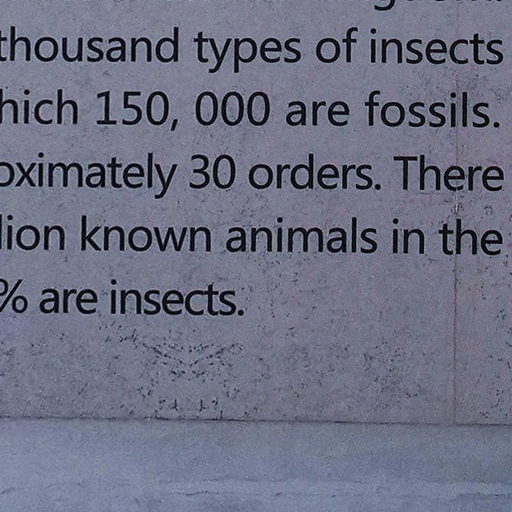 thousand types of insects
hich 150, 000 are fossils.
oximately 30 orders. There
lion known animals in the
% are insects.